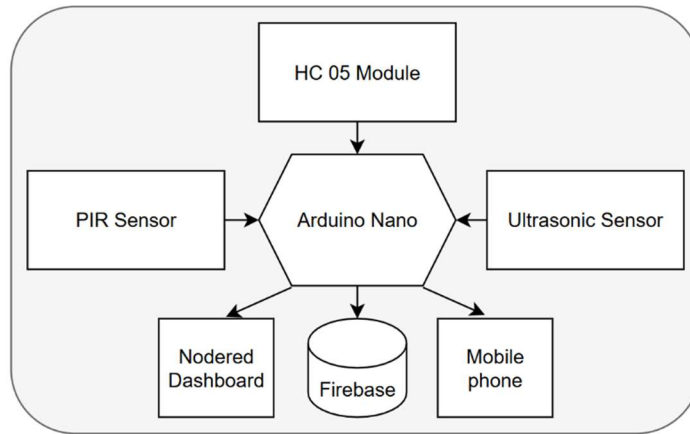 HC 05 Module
PIR Sensor
Arduino Nano
Ultrasonic Sensor
Nodered
Dashboard
Firebase
Mobile
phone